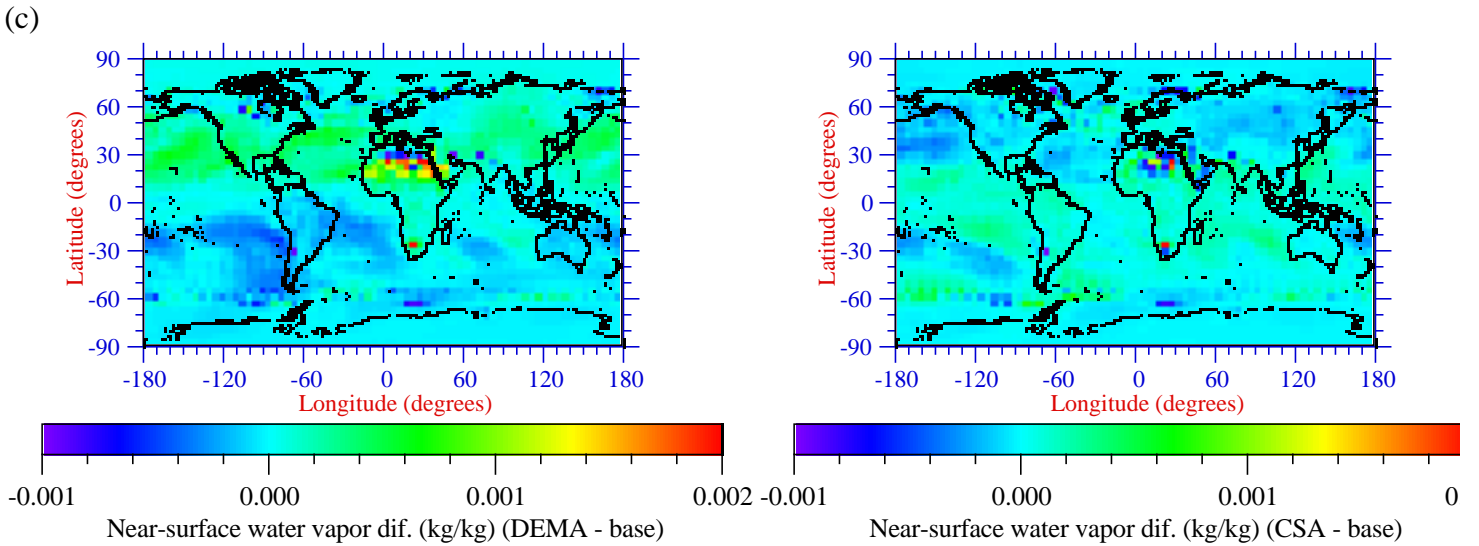 (c)
90
60
30
0
-30
-60
-90
Latitude (degrees)
-180 -120 -60 0 60 120 180
Longitude (degrees)
-0.001 0.000 0.001 0.002
Near-surface water vapor dif. (kg/kg) (DEMA - base)
90
60
30
0
-30
-60
-90
Latitude (degrees)
-180 -120 -60 0 60 120 180
Longitude (degrees)
-0.001 0.000 0.001 0
Near-surface water vapor dif. (kg/kg) (CSA - base)